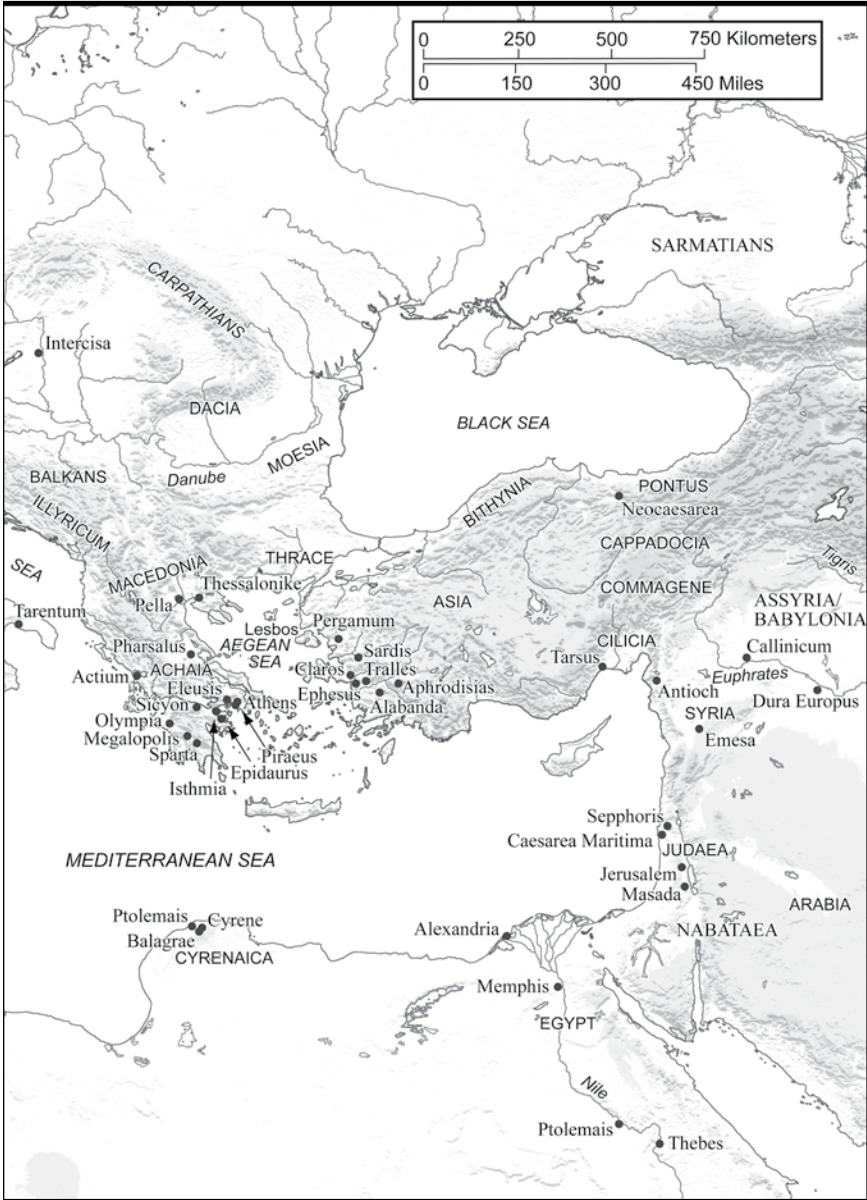 0 250 500 750 Kilometers
0 150 300 450 Miles
SARMATIANS
CARPATHIANS
Intercisa
DACIA
BLACK SEA
MOESIA
BALKANS
Danube
ILLYRICUM
BITHYNIA
PONTUS
Neocaesarea
CAPPADOCIA
THRACE
SEA
MACEDONIA
Thessalonike
Pella
COMMAGENE
Tigris
ASIA
ASSYRIA/
BABYLONIA
Tarentum
Lesbos
Pergamum
AEGEAN
SEA
Pharsalus
Sardis
CILICIA
Callinicum
Actium
ACHAIA
Claros
Tralles
Tarsus
Euphrates
Eleusis
Ephesus
Aphrodisias
Antioch
Dura Europus
Sicyon
Athens
Alabanda
SYRIA
Olympia
Emesa
Megalopolis
Sparta
Piraeus
Epidaurus
Isthmia
Sepphoris
Caesarea Maritima
JUDAEA
MEDITERRANEAN SEA
Jerusalem
Masada
ARABIA
Ptolemais
Cyrene
Alexandria
NABATAEA
Balagrae
CYRENAICA
Memphis
EGYPT
Nile
Ptolemais
Thebes